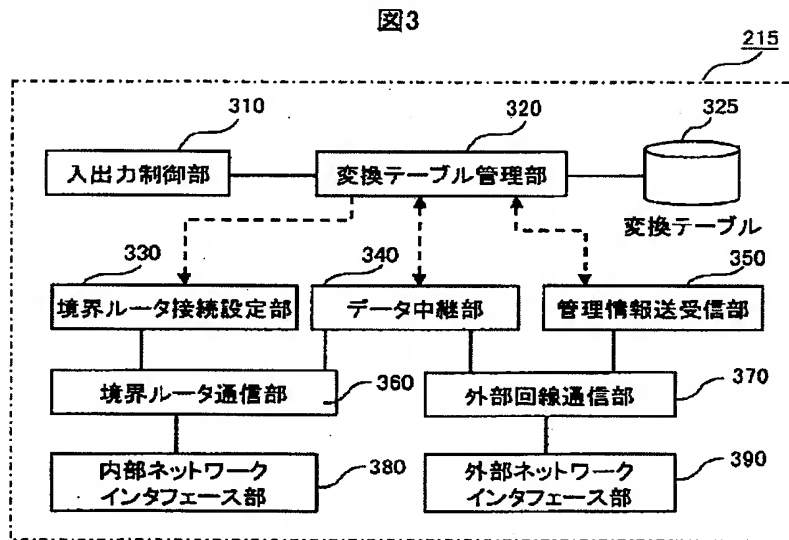 図3
215
310
320
325
入出力制御部
変換テーブル管理部
変換テーブル
330
340
350
境界ルータ接続設定部
データ中継部
管理情報送受信部
境界ルータ通信部
360
外部回線通信部
370
内部ネットワーク
インタフェース部
380
外部ネットワーク
インタフェース部
390